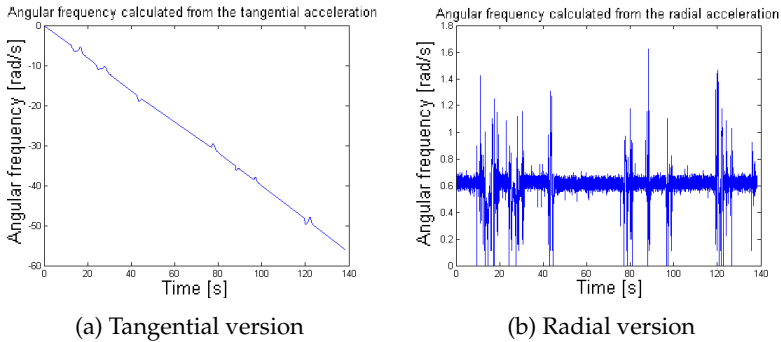 Angular frequency calculated from the tangential acceleration
Angular frequency [rad/s]
0
-10
-20
-30
-40
-50
-60
0 20 40 60 80 100 120 140
Time [s]
(a) Tangential version
Angular frequency calculated from the radial acceleration
Angular frequency [rad/s]
1.8
1.6
1.4
1.2
1
0.8
0.6
0.4
0.2
0
0 20 40 60 80 100 120 140
Time [s]
(b) Radial version